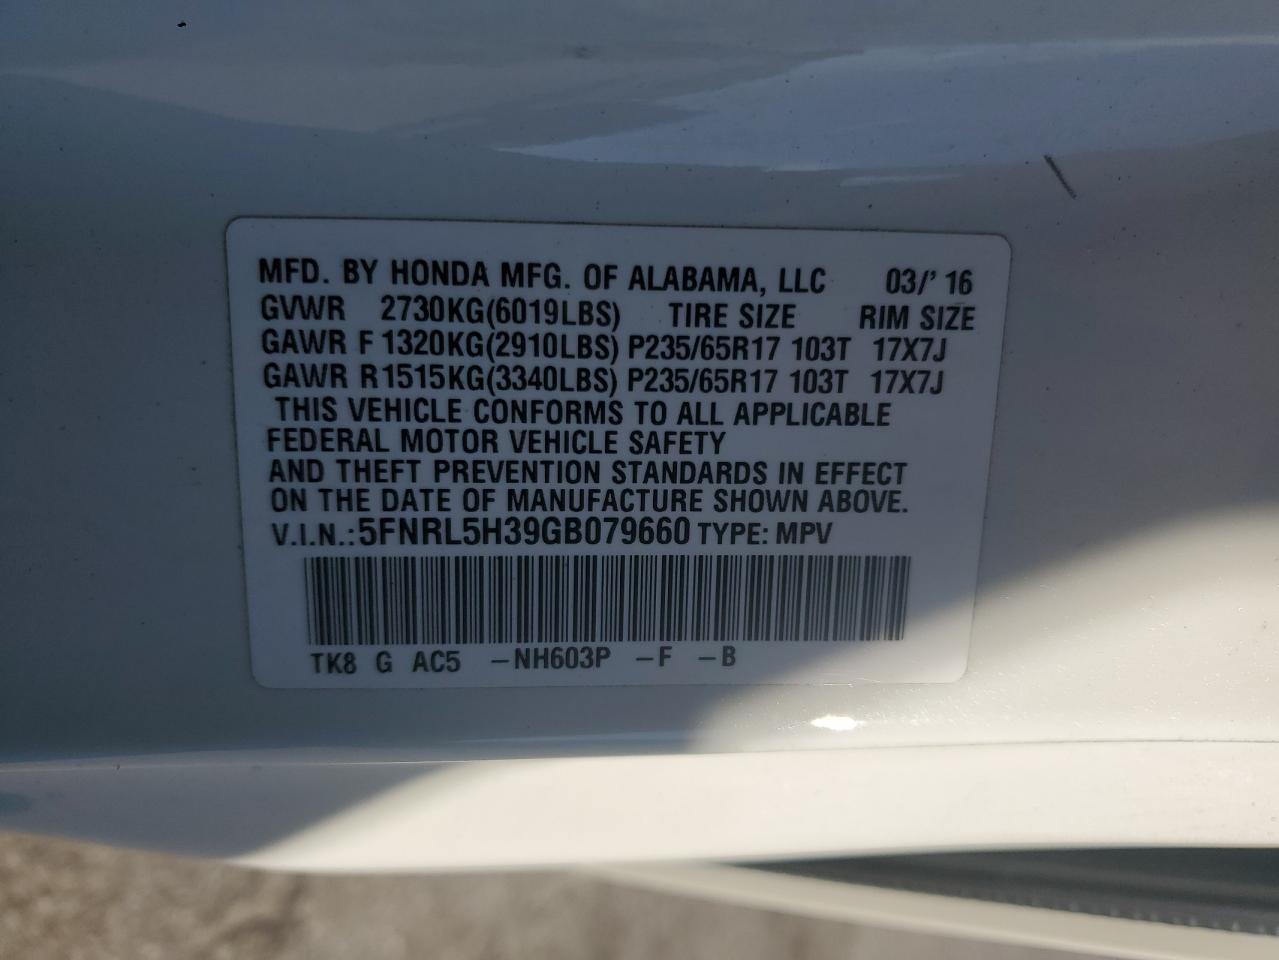 MFD. BY HONDA MFG. OF ALABAMA, LLC 03/' 16
GVWR 2730KG(6019LBS) TIRE SIZE RIM SIZE
GAWR F 1320KG(2910LBS) P235/65R17 103T 17X7J
GAWR R1515KG(3340LBS) P235/65R17 103T 17X7J
THIS VEHICLE CONFORMS TO ALL APPLICABLE
FEDERAL MOTOR VEHICLE SAFETY
AND THEFT PREVENTION STANDARDS IN EFFECT
ON THE DATE OF MANUFACTURE SHOWN ABOVE.
V.I.N.:5FNRL5H39GB079660 TYPE: MPV
TK8 G AC5 –NH603P –F –B